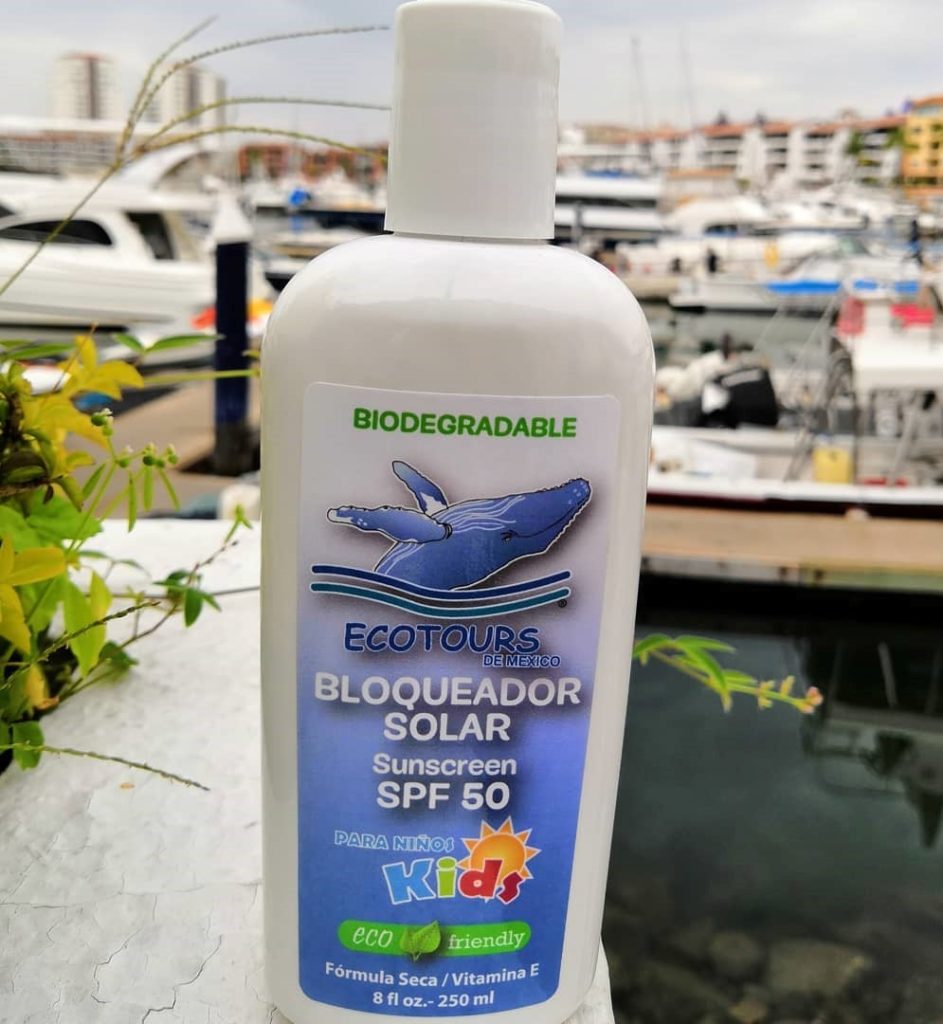 BIODEGRADABLE
®
ECOTOURS
DE MEXICO
BLOQUEADOR
SOLAR
Sunscreen
SPF 50
PARA NIÑOS
Kids
eco friendly
Fórmula Seca / Vitamina E
8 fl oz.- 250 ml